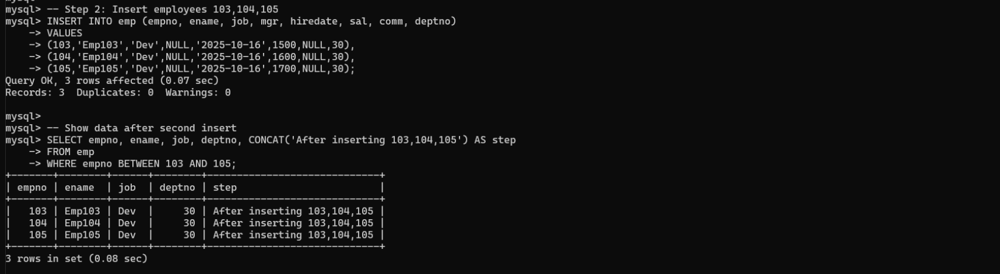 mysql> -- Step 2: Insert employees 103,104,105
mysql> INSERT INTO emp (empno, ename, job, mgr, hiredate, sal, comm, deptno)
    -> VALUES
    -> (103,'Emp103','Dev',NULL,'2025-10-16',1500,NULL,30),
    -> (104,'Emp104','Dev',NULL,'2025-10-16',1600,NULL,30),
    -> (105,'Emp105','Dev',NULL,'2025-10-16',1700,NULL,30);
Query OK, 3 rows affected (0.07 sec)
Records: 3  Duplicates: 0  Warnings: 0

mysql>
mysql> -- Show data after second insert
mysql> SELECT empno, ename, job, deptno, CONCAT('After inserting 103,104,105') AS step
    -> FROM emp
    -> WHERE empno BETWEEN 103 AND 105;
+-------+--------+------+--------+-----------------------------+
| empno | ename  | job  | deptno | step                        |
+-------+--------+------+--------+-----------------------------+
|   103 | Emp103 | Dev  |     30 | After inserting 103,104,105 |
|   104 | Emp104 | Dev  |     30 | After inserting 103,104,105 |
|   105 | Emp105 | Dev  |     30 | After inserting 103,104,105 |
+-------+--------+------+--------+-----------------------------+
3 rows in set (0.08 sec)